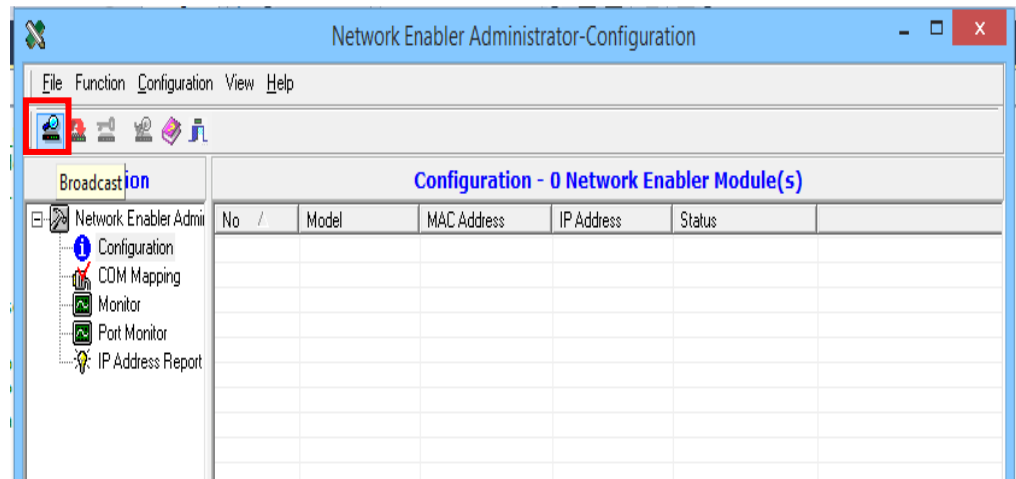 Network Enabler Administrator-Configuration
File Function Configuration View Help
Broadcast ion
Configuration - 0 Network Enabler Module(s)
Network Enabler Admi
No Model MAC Address IP Address Status
Configuration
COM Mapping
Monitor
Port Monitor
IP Address Report